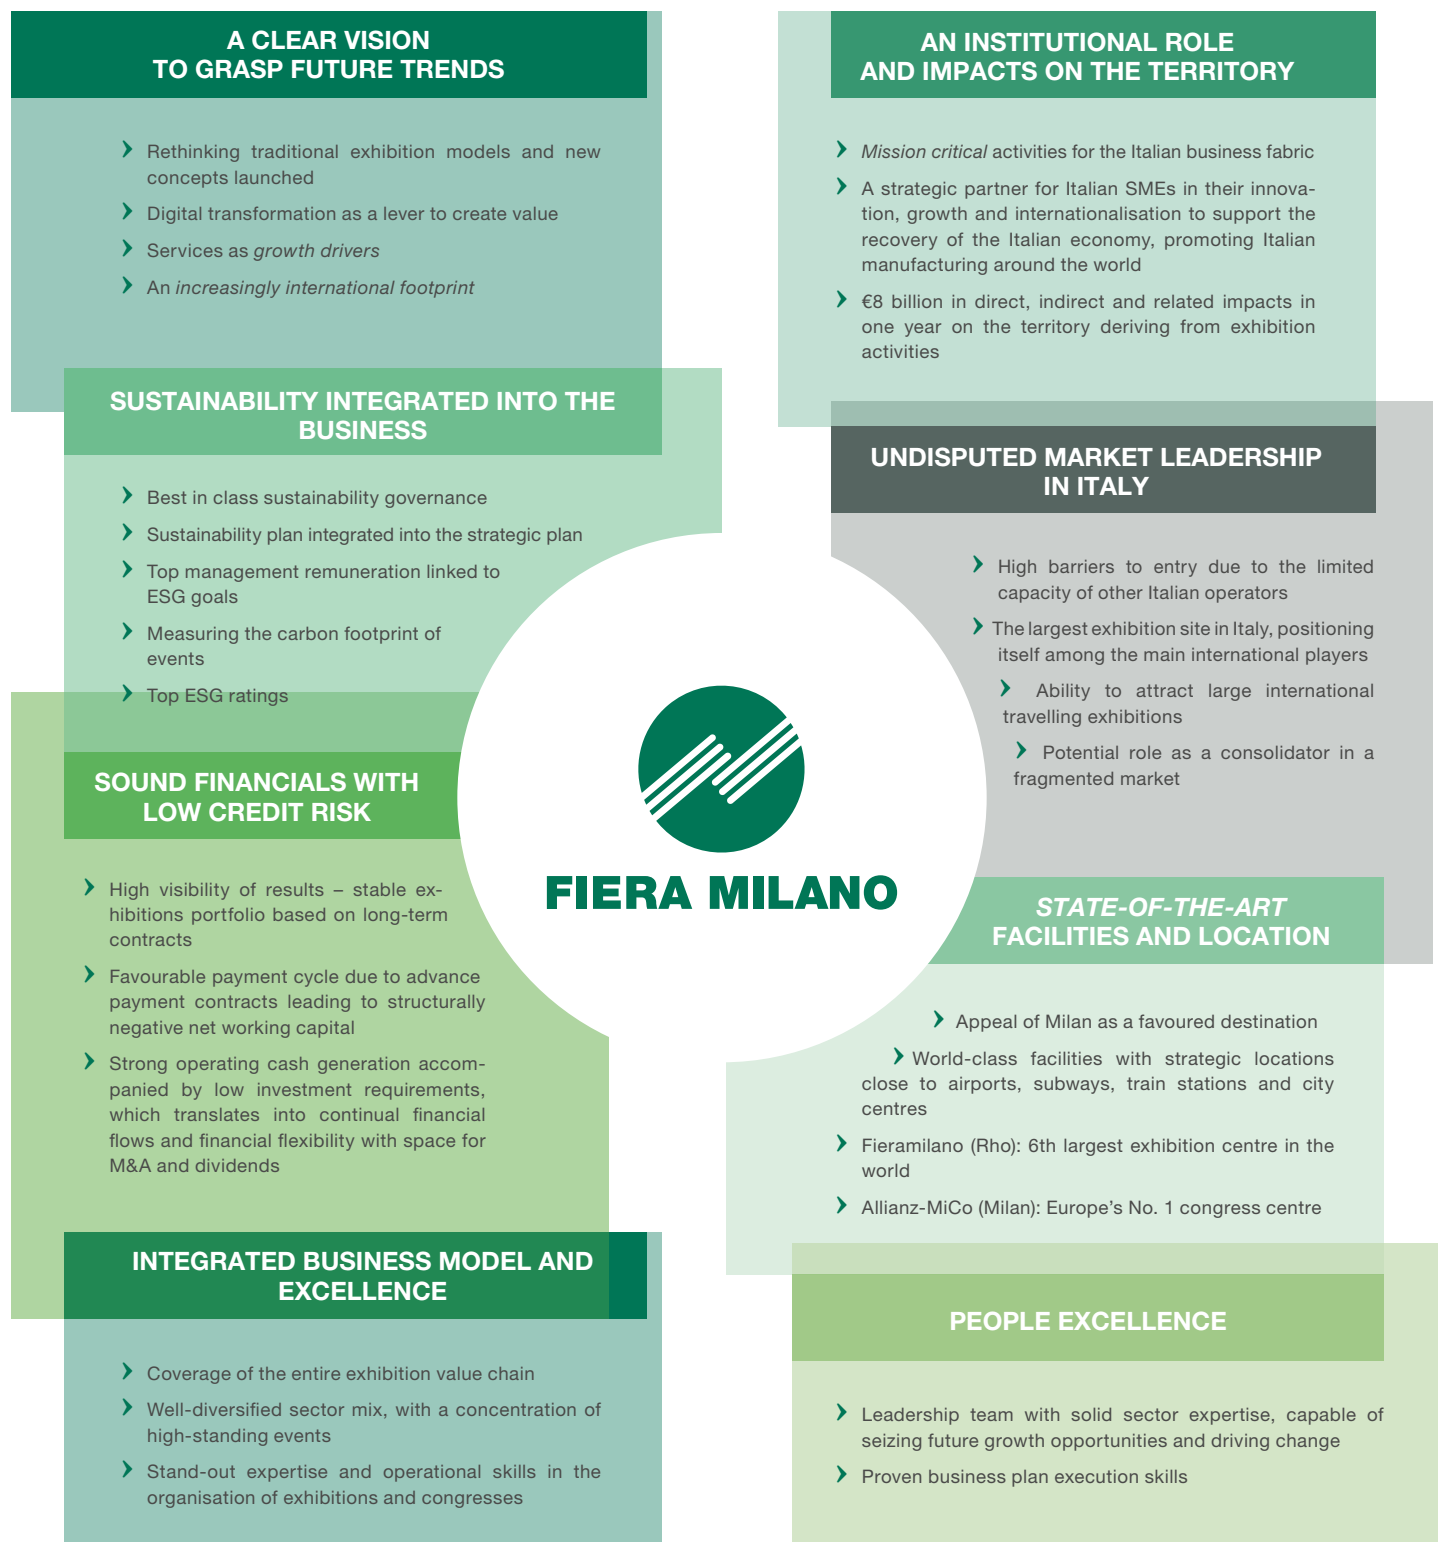 A CLEAR VISION
TO GRASP FUTURE TRENDS
Rethinking traditional exhibition models and new
concepts launched
Digital transformation as a lever to create value
Services as growth drivers
An increasingly international footprint
SUSTAINABILITY INTEGRATED INTO THE
BUSINESS
Best in class sustainability governance
Sustainability plan integrated into the strategic plan
Top management remuneration linked to
ESG goals
Measuring the carbon footprint of
events
Top ESG ratings
SOUND FINANCIALS WITH
LOW CREDIT RISK
High visibility of results – stable ex-
hibitions portfolio based on long-term
contracts
Favourable payment cycle due to advance
payment contracts leading to structurally
negative net working capital
Strong operating cash generation accom-
panied by low investment requirements,
which translates into continual financial
flows and financial flexibility with space for
M&A and dividends
INTEGRATED BUSINESS MODEL AND
EXCELLENCE
Coverage of the entire exhibition value chain
Well-diversified sector mix, with a concentration of
high-standing events
Stand-out expertise and operational skills in the
organisation of exhibitions and congresses
FIERA MILANO
AN INSTITUTIONAL ROLE
AND IMPACTS ON THE TERRITORY
Mission critical activities for the Italian business fabric
A strategic partner for Italian SMEs in their innova-
tion, growth and internationalisation to support the
recovery of the Italian economy, promoting Italian
manufacturing around the world
€8 billion in direct, indirect and related impacts in
one year on the territory deriving from exhibition
activities
UNDISPUTED MARKET LEADERSHIP
IN ITALY
High barriers to entry due to the limited
capacity of other Italian operators
The largest exhibition site in Italy, positioning
itself among the main international players
Ability to attract large international
travelling exhibitions
Potential role as a consolidator in a
fragmented market
STATE-OF-THE-ART
FACILITIES AND LOCATION
Appeal of Milan as a favoured destination
World-class facilities with strategic locations
close to airports, subways, train stations and city
centres
Fieramilano (Rho): 6th largest exhibition centre in the
world
Allianz-MiCo (Milan): Europe’s No. 1 congress centre
PEOPLE EXCELLENCE
Leadership team with solid sector expertise, capable of
seizing future growth opportunities and driving change
Proven business plan execution skills